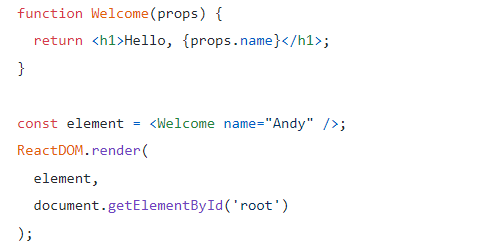 function Welcome(props) {
  return <h1>Hello, {props.name}</h1>;
}

const element = <Welcome name="Andy" />;
ReactDOM.render(
  element,
  document.getElementById('root')
);